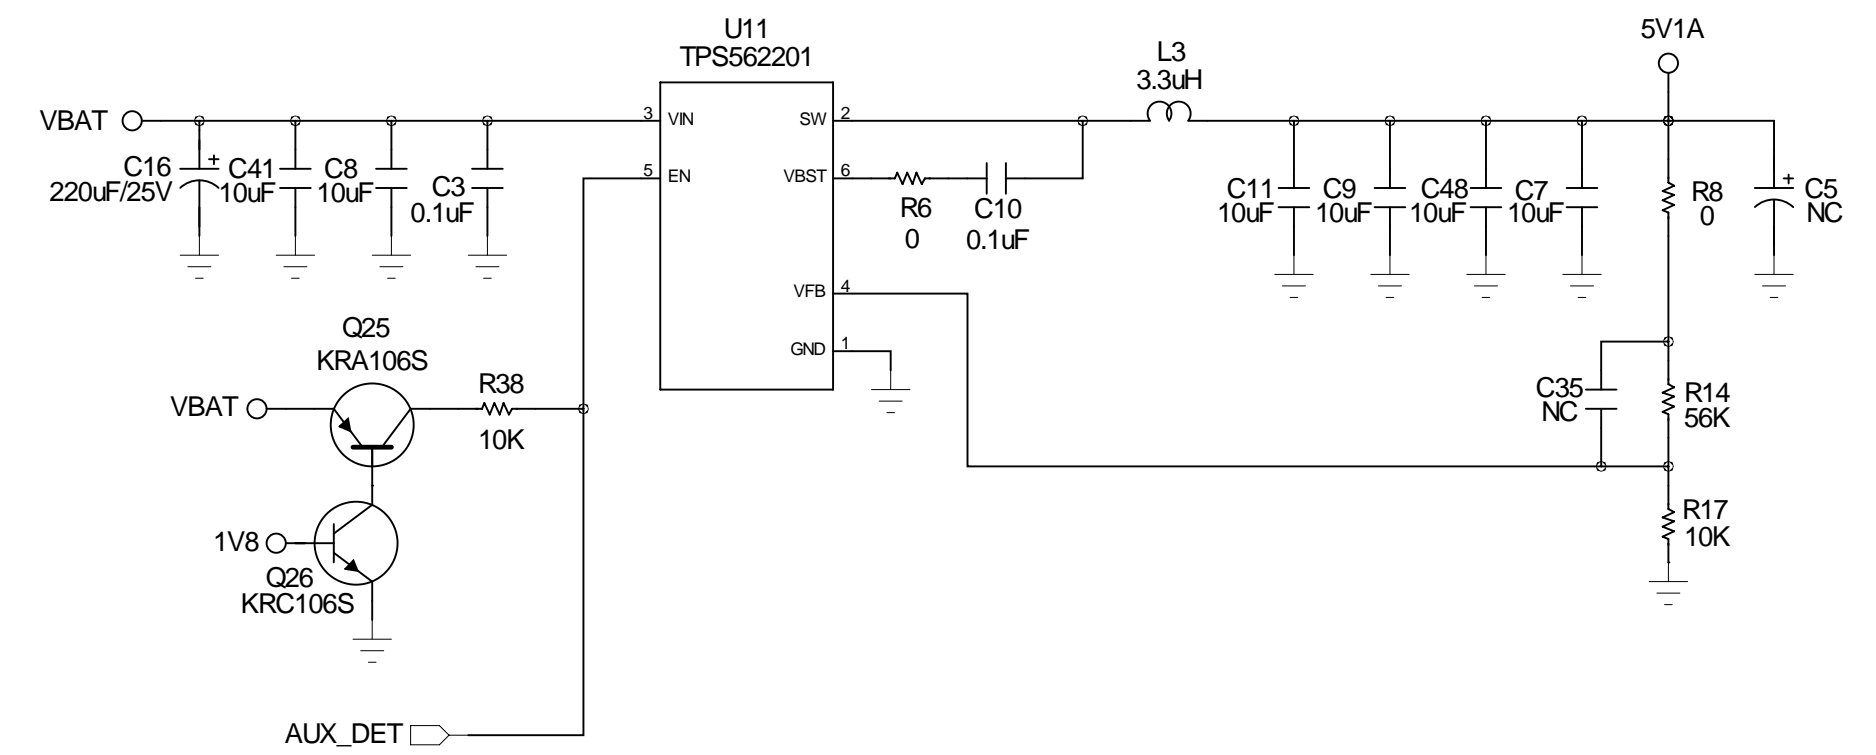 U11
TPS562201
5V1A
L3
3.3uH
VBAT
3
VIN
SW
2
C16
220uF/25V
+
C41
10uF
C8
10uF
C3
0.1uF
5
EN
VBST
6
R6
0
C10
0.1uF
C11
10uF
C9
10uF
C48
10uF
C7
10uF
R8
0
+
C5
NC
VFB
4
GND
1
Q25
KRA106S
VBAT
R38
10K
C35
NC
R14
56K
R17
10K
1V8
Q26
KRC106S
AUX_DET